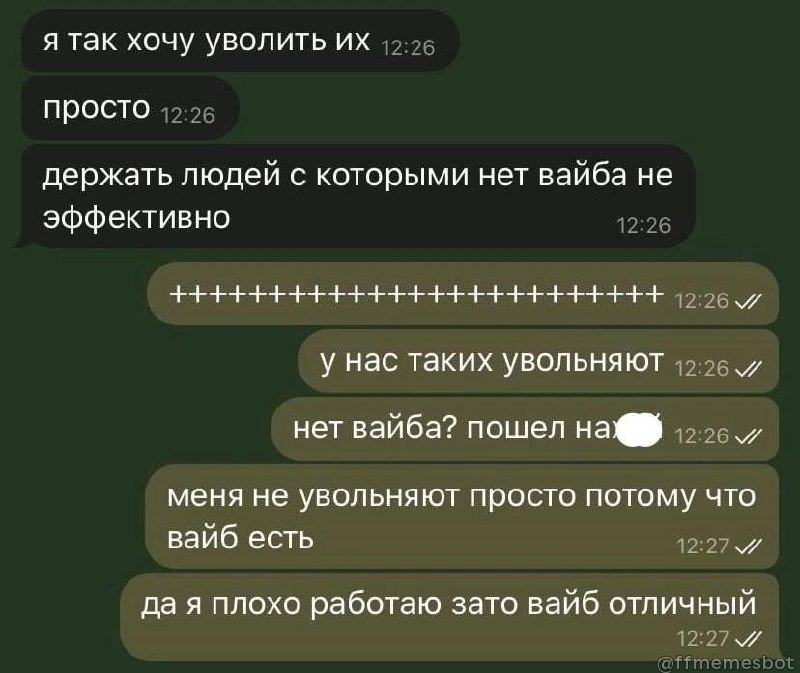 я так хочу уволить их 12:26
просто 12:26
держать людей с которыми нет вайба не
эффективно 12:26
+++++++++++++++++++++++++ 12:26
у нас таких увольняют 12:26
нет вайба? пошел на 12:26
меня не увольняют просто потому что
вайб есть 12:27
да я плохо работаю зато вайб отличный
12:27
@ffmemesbot